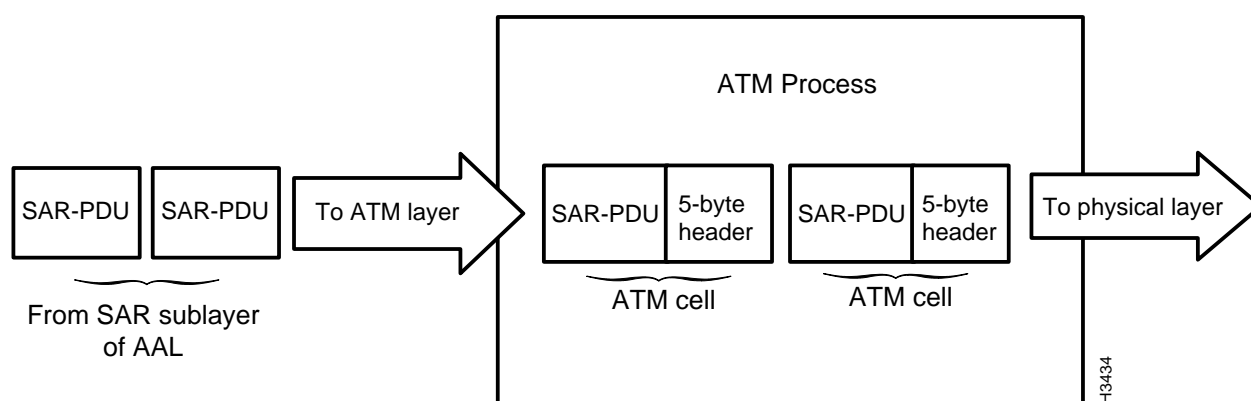 ATM Process
SAR-PDU
SAR-PDU
To ATM layer
SAR-PDU
5-byte
header
SAR-PDU
5-byte
header
To physical layer
From SAR sublayer
of AAL
ATM cell
ATM cell
H3434